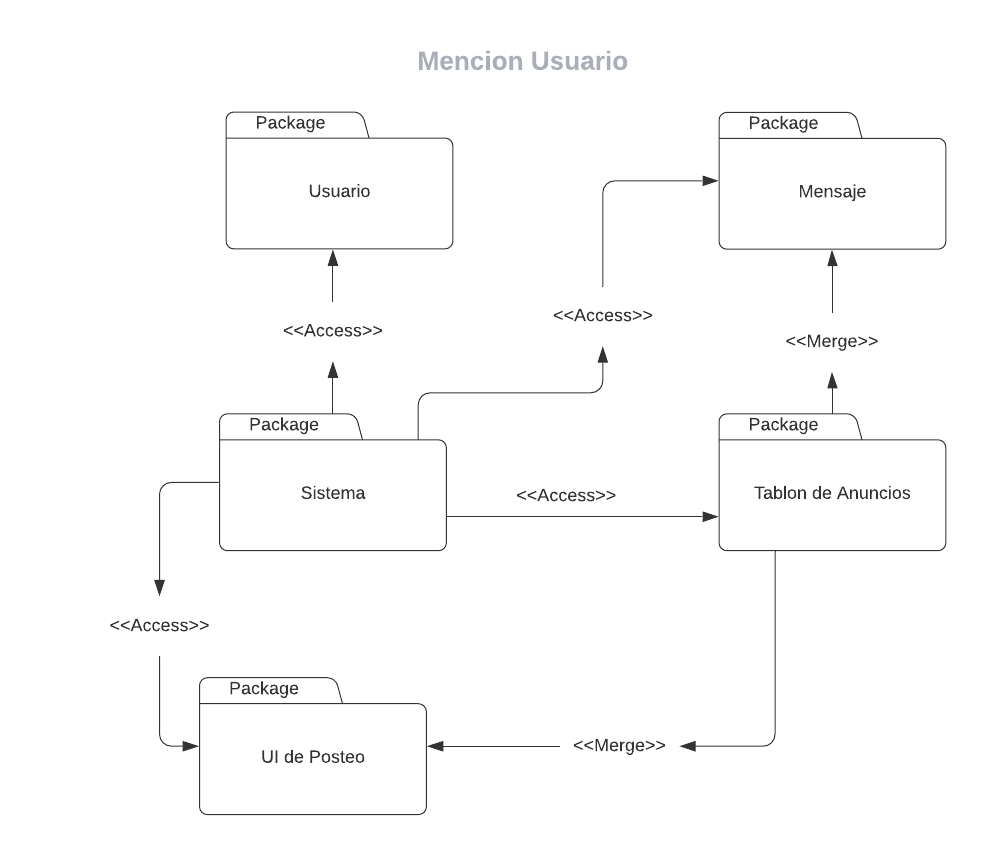 Mencion Usuario
Package
Usuario
Package
Mensaje
<<Access>>
<<Access>>
<<Merge>>
Package
Sistema
<<Access>>
Package
Tablon de Anuncios
<<Access>>
Package
UI de Posteo
<<Merge>>